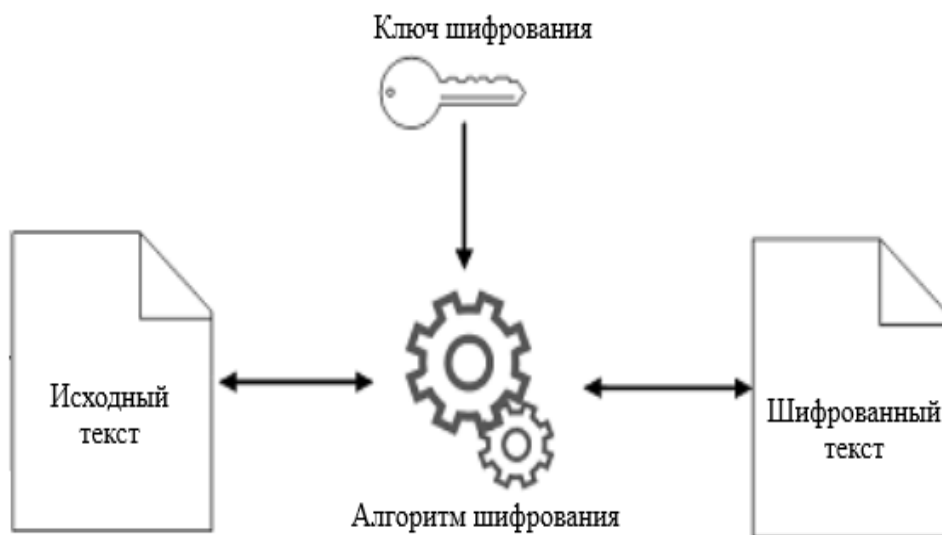 Ключ шифрования
Исходный
текст
Шифрованный
текст
Алгоритм шифрования